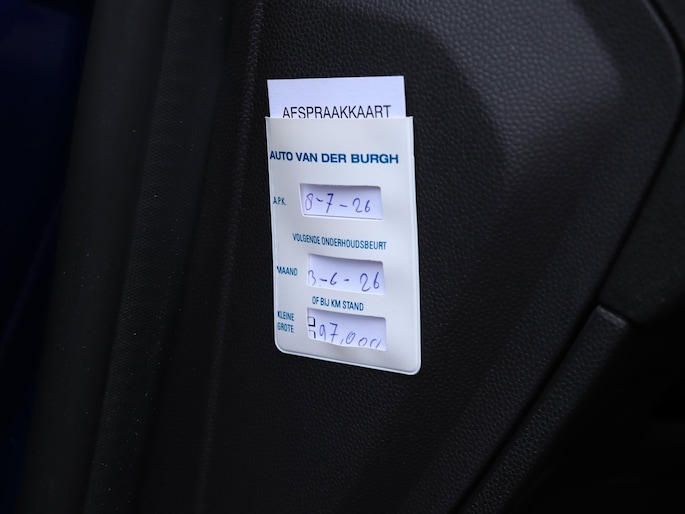 AFSPRAAKKAART
AUTO VAN DER BURGH
A.P.K. 8-7-26
VOLGENDE ONDERHOUDSBEURT
MAAND 3-6-26
OF BIJ KM STAND
KLEINE
GROTE 97,000